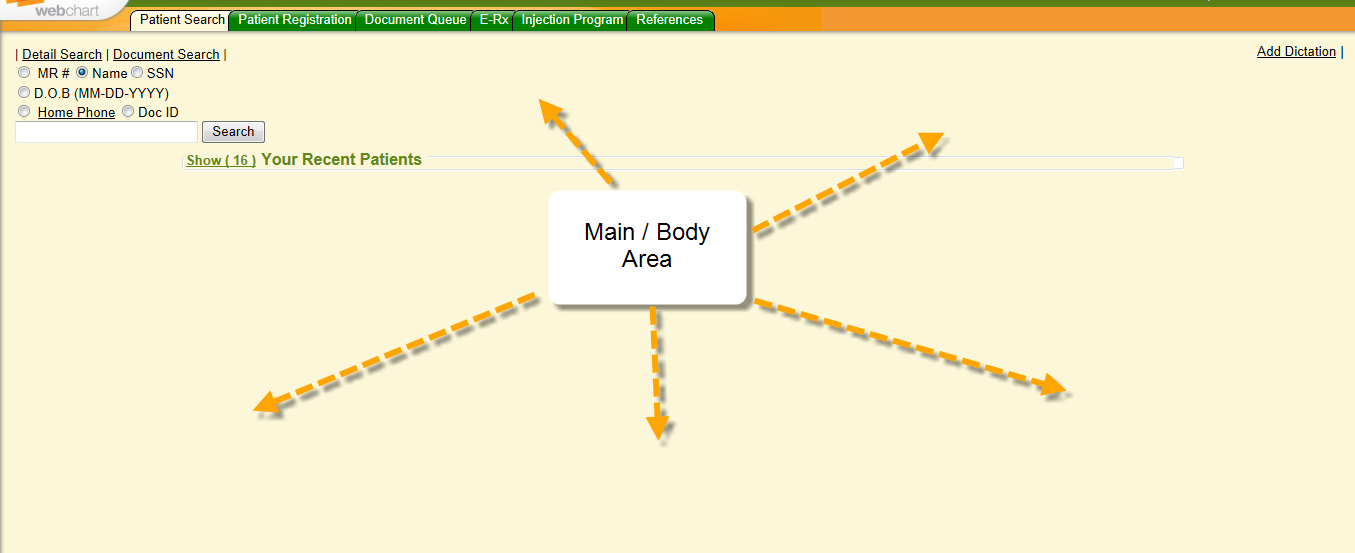 webchart
Patient Search Patient Registration Document Queue E-Rx Injection Program References
| Detail Search | Document Search |
Add Dictation |
MR # Name SSN
D.O.B (MM-DD-YYYY)
Home Phone Doc ID
Search
Show ( 16 ) Your Recent Patients
Main / Body
Area